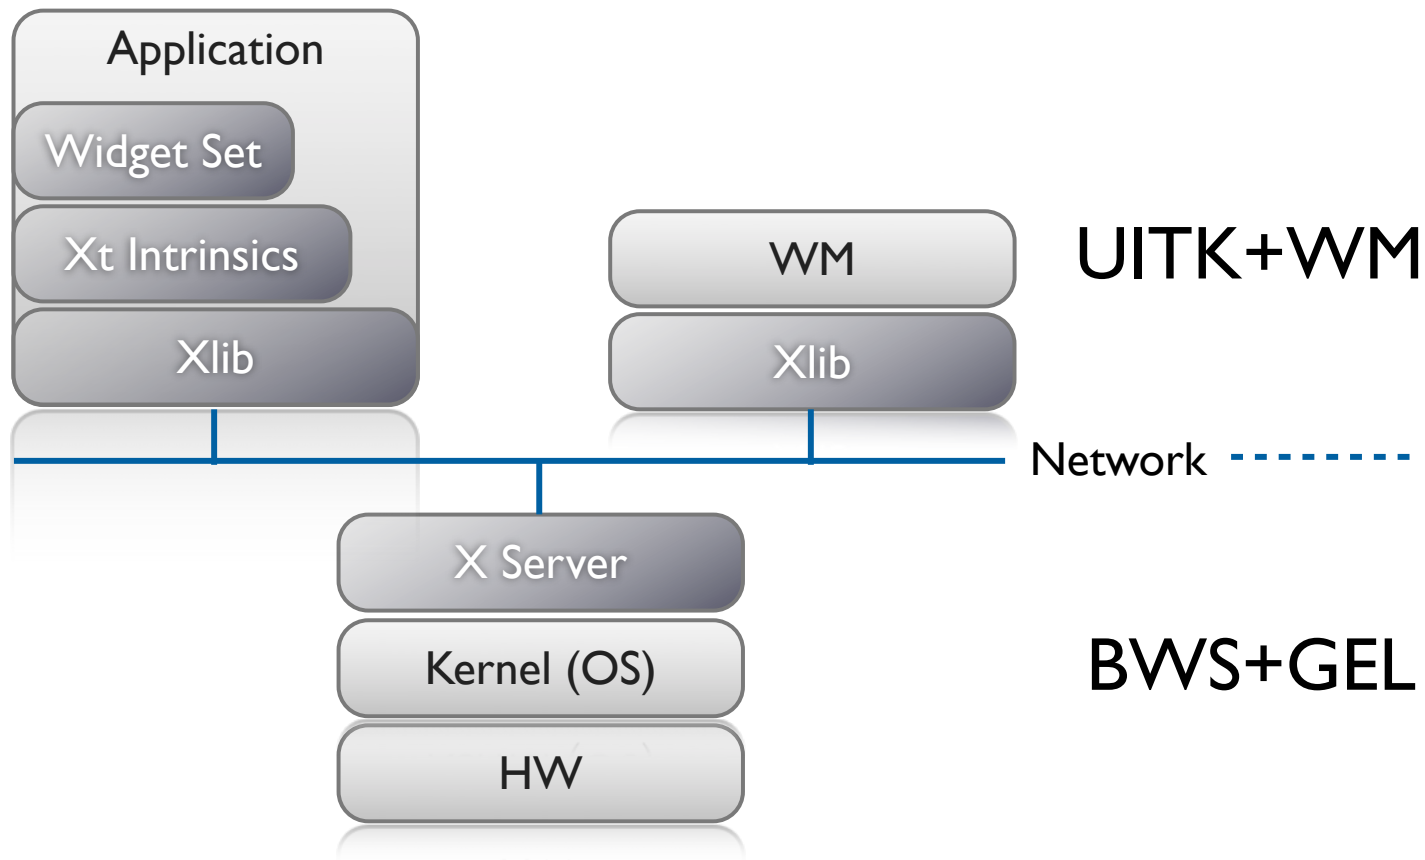 Application
Widget Set
Xt Intrinsics
Xlib
WM
Xlib
UITK+WM
Network
X Server
Kernel (OS)
HW
BWS+GEL